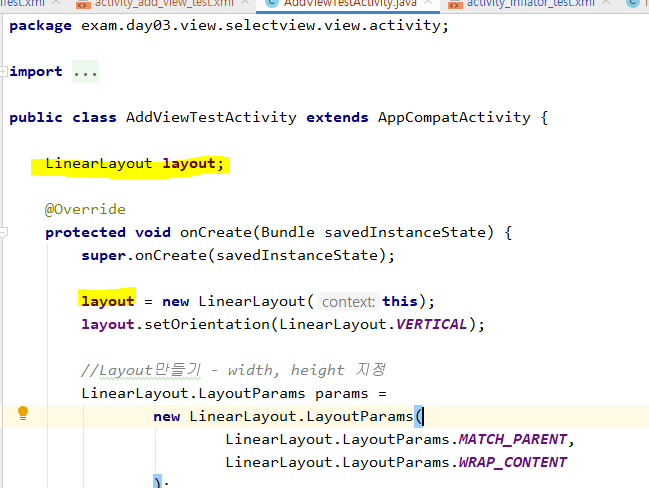 Test.xml activity_add_view_test.xml AddViewTestActivity.java activity_inflator_test.xml
package exam.day03.view.selectview.view.activity;
import ...
public class AddViewTestActivity extends AppCompatActivity {
LinearLayout layout;
@Override
protected void onCreate(Bundle savedInstanceState) {
super.onCreate(savedInstanceState);
layout = new LinearLayout( context: this);
layout.setOrientation(LinearLayout.VERTICAL);
//Layout만들기 - width, height 지정
LinearLayout.LayoutParams params =
new LinearLayout.LayoutParams(
LinearLayout.LayoutParams.MATCH_PARENT,
LinearLayout.LayoutParams.WRAP_CONTENT
);